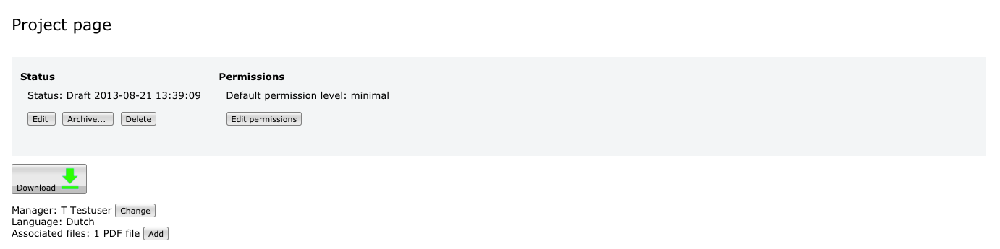 Project page
Status
Status: Draft 2013-08-21 13:39:09
Edit Archive... Delete
Permissions
Default permission level: minimal
Edit permissions
Download
Manager: T Testuser Change
Language: Dutch
Associated files: 1 PDF file Add